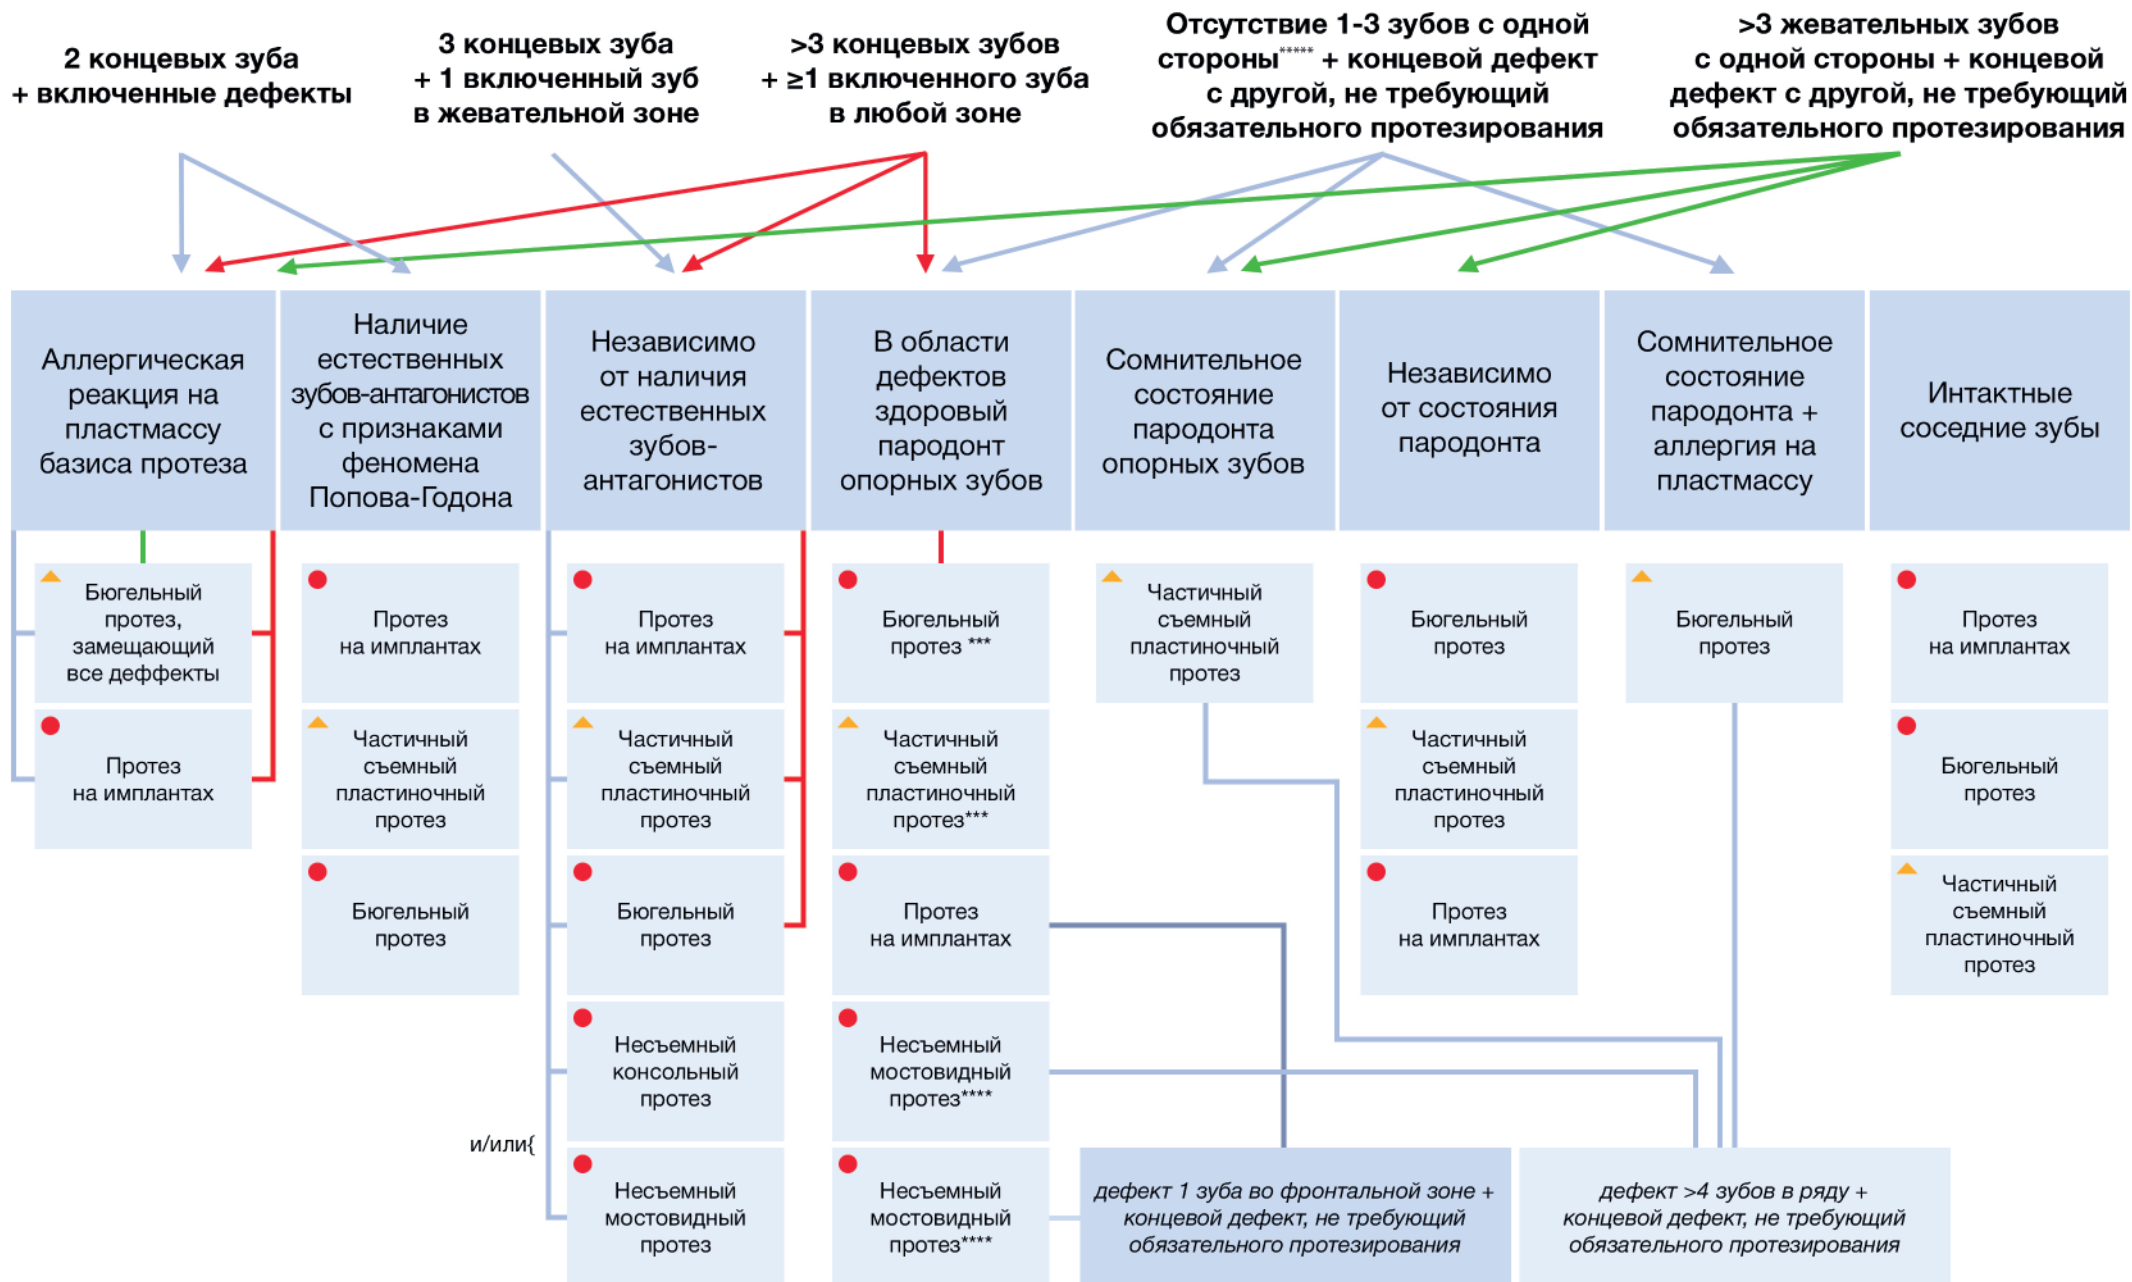 2 концевых зуба
+ включенные дефекты
3 концевых зуба
+ 1 включенный зуб
в жевательной зоне
>3 концевых зубов
+ ≥1 включенного зуба
в любой зоне
Отсутствие 1-3 зубов с одной
стороны***** + концевой дефект
с другой, не требующий
обязательного протезирования
>3 жевательных зубов
с одной стороны + концевой
дефект с другой, не требующий
обязательного протезирования
Аллергическая
реакция на
пластмассу
базиса протеза
Наличие
естественных
зубов-антагонистов
с признаками
феномена
Попова-Годона
Независимо
от наличия
естественных
зубов-
антагонистов
В области
дефектов
здоровый
пародонт
опорных зубов
Сомнительное
состояние
пародонта
опорных зубов
Независимо
от состояния
пародонта
Сомнительное
состояние
пародонта +
аллергия на
пластмассу
Интактные
соседние зубы
Бюгельный
протез,
замещающий
все деффекты
Протез
на имплантах
Протез
на имплантах
Частичный
съемный
пластиночный
протез
Бюгельный
протез
Протез
на имплантах
Частичный
съемный
пластиночный
протез
Бюгельный
протез
Несъемный
консольный
протез
и/или{
Несъемный
мостовидный
протез
Бюгельный
протез ***
Частичный
съемный
пластиночный
протез***
Протез
на имплантах
Несъемный
мостовидный
протез****
Несъемный
мостовидный
протез****
Частичный
съемный
пластиночный
протез
Бюгельный
протез
Частичный
съемный
пластиночный
протез
Протез
на имплантах
Бюгельный
протез
Протез
на имплантах
Бюгельный
протез
Частичный
съемный
пластиночный
протез
дефект 1 зуба во фронтальной зоне +
концевой дефект, не требующий
обязательного протезирования
дефект >4 зубов в ряду +
концевой дефект, не требующий
обязательного протезирования